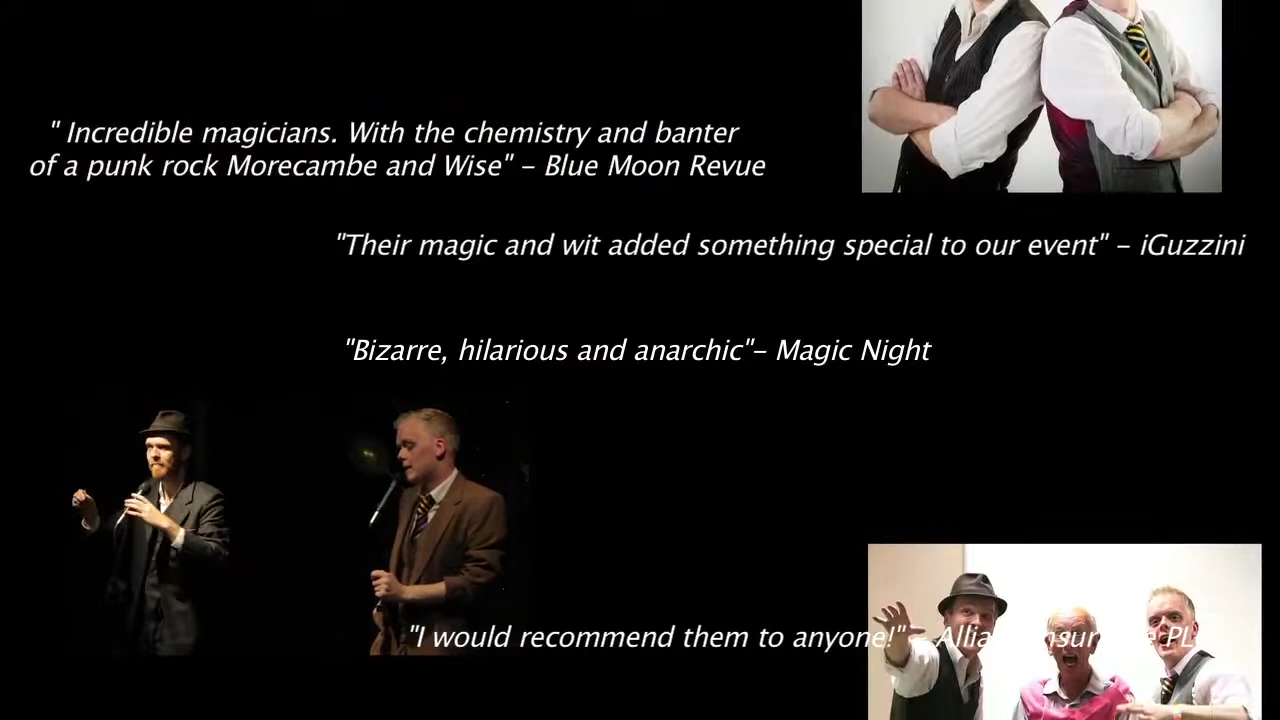 " Incredible magicians. With the chemistry and banter
of a punk rock Morecambe and Wise" – Blue Moon Revue
"Their magic and wit added something special to our event" – iGuzzini
"Bizarre, hilarious and anarchic"– Magic Night
"I would recommend them to anyone!" –